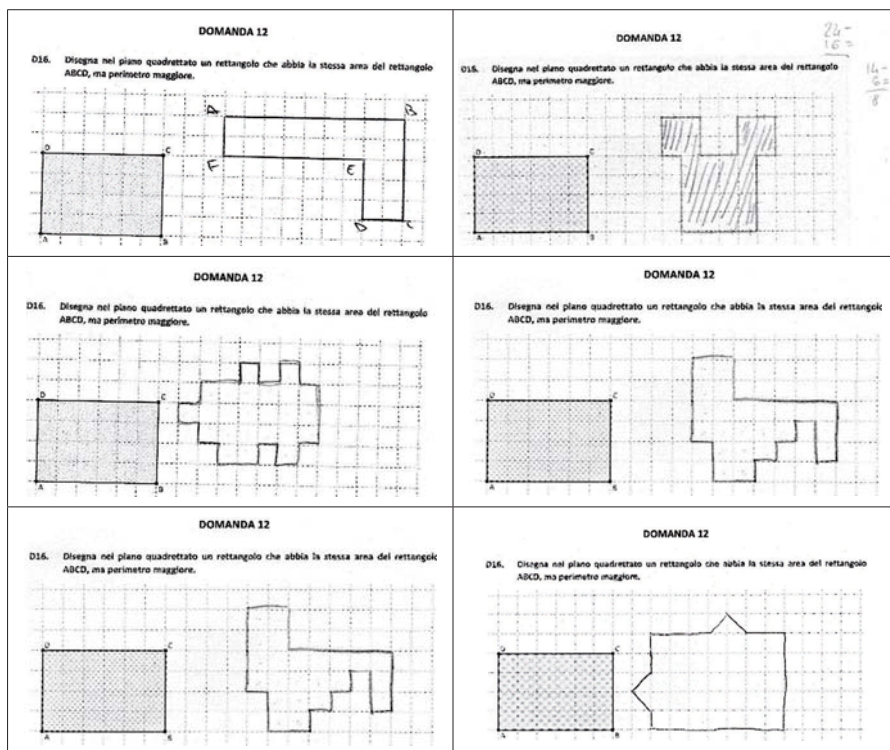 DOMANDA 12
D16. Disegna nel piano quadrettato un rettangolo che abbia la stessa area del rettangolo
ABCD, ma perimetro maggiore.
A
B
F
E
D
C
D
C
A
B
DOMANDA 12
24-
16=
D16. Disegna nel piano quadrettato un rettangolo che abbia la stessa area del rettangolo
ABCD, ma perimetro maggiore.
14-
6=
8
D
C
A
B
DOMANDA 12
D16. Disegna nel piano quadrettato un rettangolo che abbia la stessa area del rettangolo
ABCD, ma perimetro maggiore.
D
C
A
B
DOMANDA 12
D16. Disegna nel piano quadrettato un rettangolo che abbia la stessa area del rettangolo
ABCD, ma perimetro maggiore.
D
C
A
B
DOMANDA 12
D16. Disegna nel piano quadrettato un rettangolo che abbia la stessa area del rettangolo
ABCD, ma perimetro maggiore.
D
C
A
B
DOMANDA 12
D16. Disegna nel piano quadrettato un rettangolo che abbia la stessa area del rettangolo
ABCD, ma perimetro maggiore.
D
C
A
B